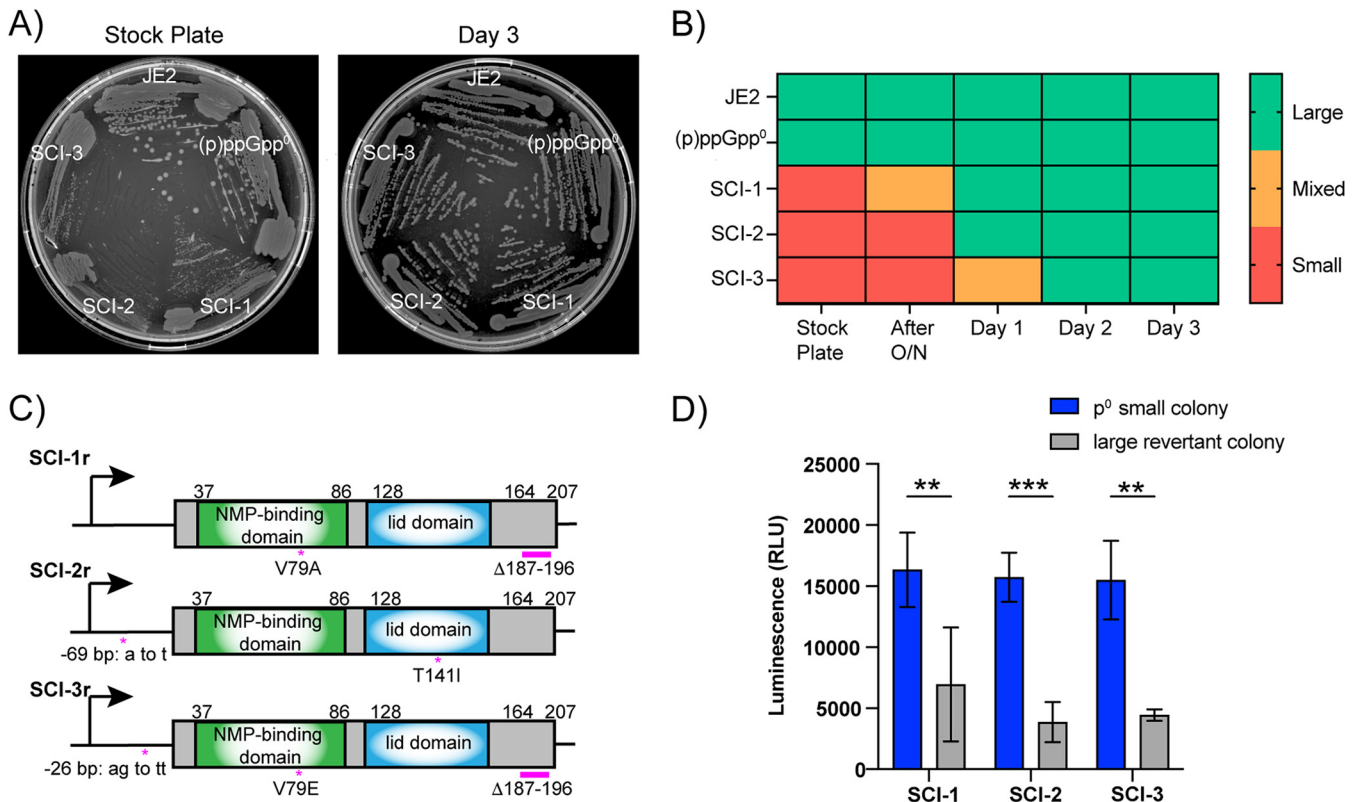 A)
Stock Plate
Day 3
JE2
(p)ppGpp⁰
SCI-3
SCI-2
SCI-1
JE2
(p)ppGpp⁰
SCI-3
SCI-2
SCI-1
B)
JE2
(p)ppGpp⁰
SCI-1
SCI-2
SCI-3
Stock
Plate
After
O/N
Day 1
Day 2
Day 3
Large
Mixed
Small
C)
SCI-1r
37
86
128
164
207
NMP-binding
domain
lid domain
*
V79A
Δ187-196
SCI-2r
37
86
128
164
207
NMP-binding
domain
lid domain
*
-69 bp: a to t
*
T141I
SCI-3r
37
86
128
164
207
NMP-binding
domain
lid domain
*
-26 bp: ag to tt
*
V79E
Δ187-196
D)
p⁰ small colony
large revertant colony
Luminescence (RLU)
25000
20000
15000
10000
5000
0
**
***
**
SCI-1
SCI-2
SCI-3